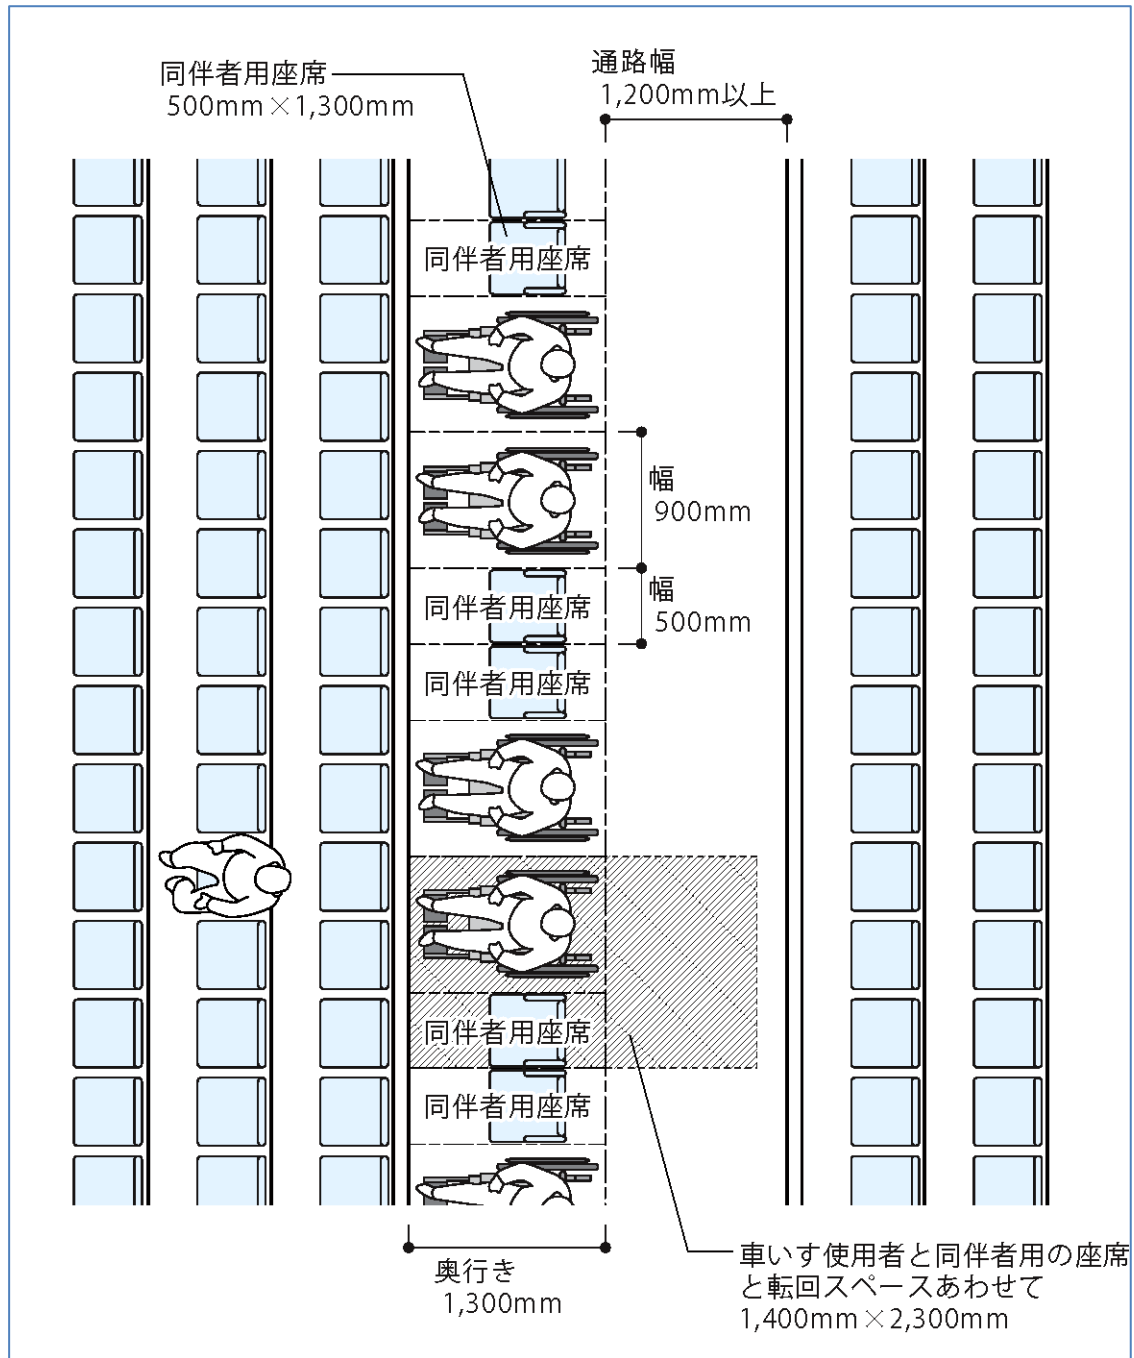 同伴者用座席
500mm×1,300mm
通路幅
1,200mm以上
同伴者用座席
幅
900mm
同伴者用座席
幅
500mm
同伴者用座席
同伴者用座席
同伴者用座席
奥行き
1,300mm
車いす使用者と同伴者用の座席
と転回スペースあわせて
1,400mm×2,300mm